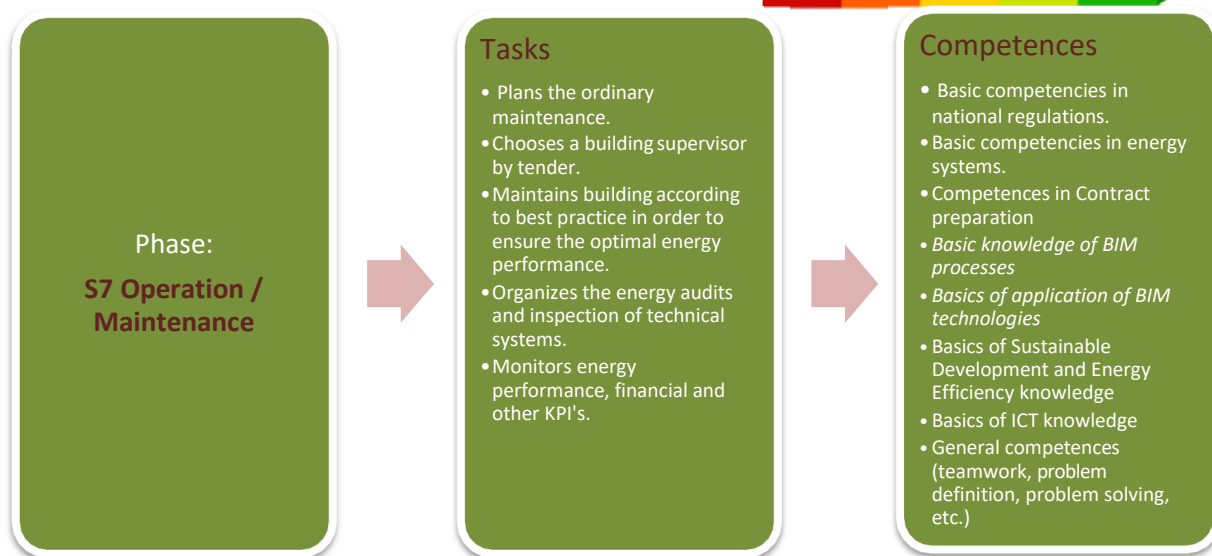 Phase:
S7 Operation /
Maintenance
Tasks
• Plans the ordinary
maintenance.
• Chooses a building supervisor
by tender.
• Maintains building according
to best practice in order to
ensure the optimal energy
performance.
• Organizes the energy audits
and inspection of technical
systems.
• Monitors energy
performance, financial and
other KPI's.
Competences
• Basic competencies in
national regulations.
• Basic competencies in energy
systems.
• Competences in Contract
preparation
• Basic knowledge of BIM
processes
• Basics of application of BIM
technologies
• Basics of Sustainable
Development and Energy
Efficiency knowledge
• Basics of ICT knowledge
• General competences
(teamwork, problem
definition, problem solving,
etc.)